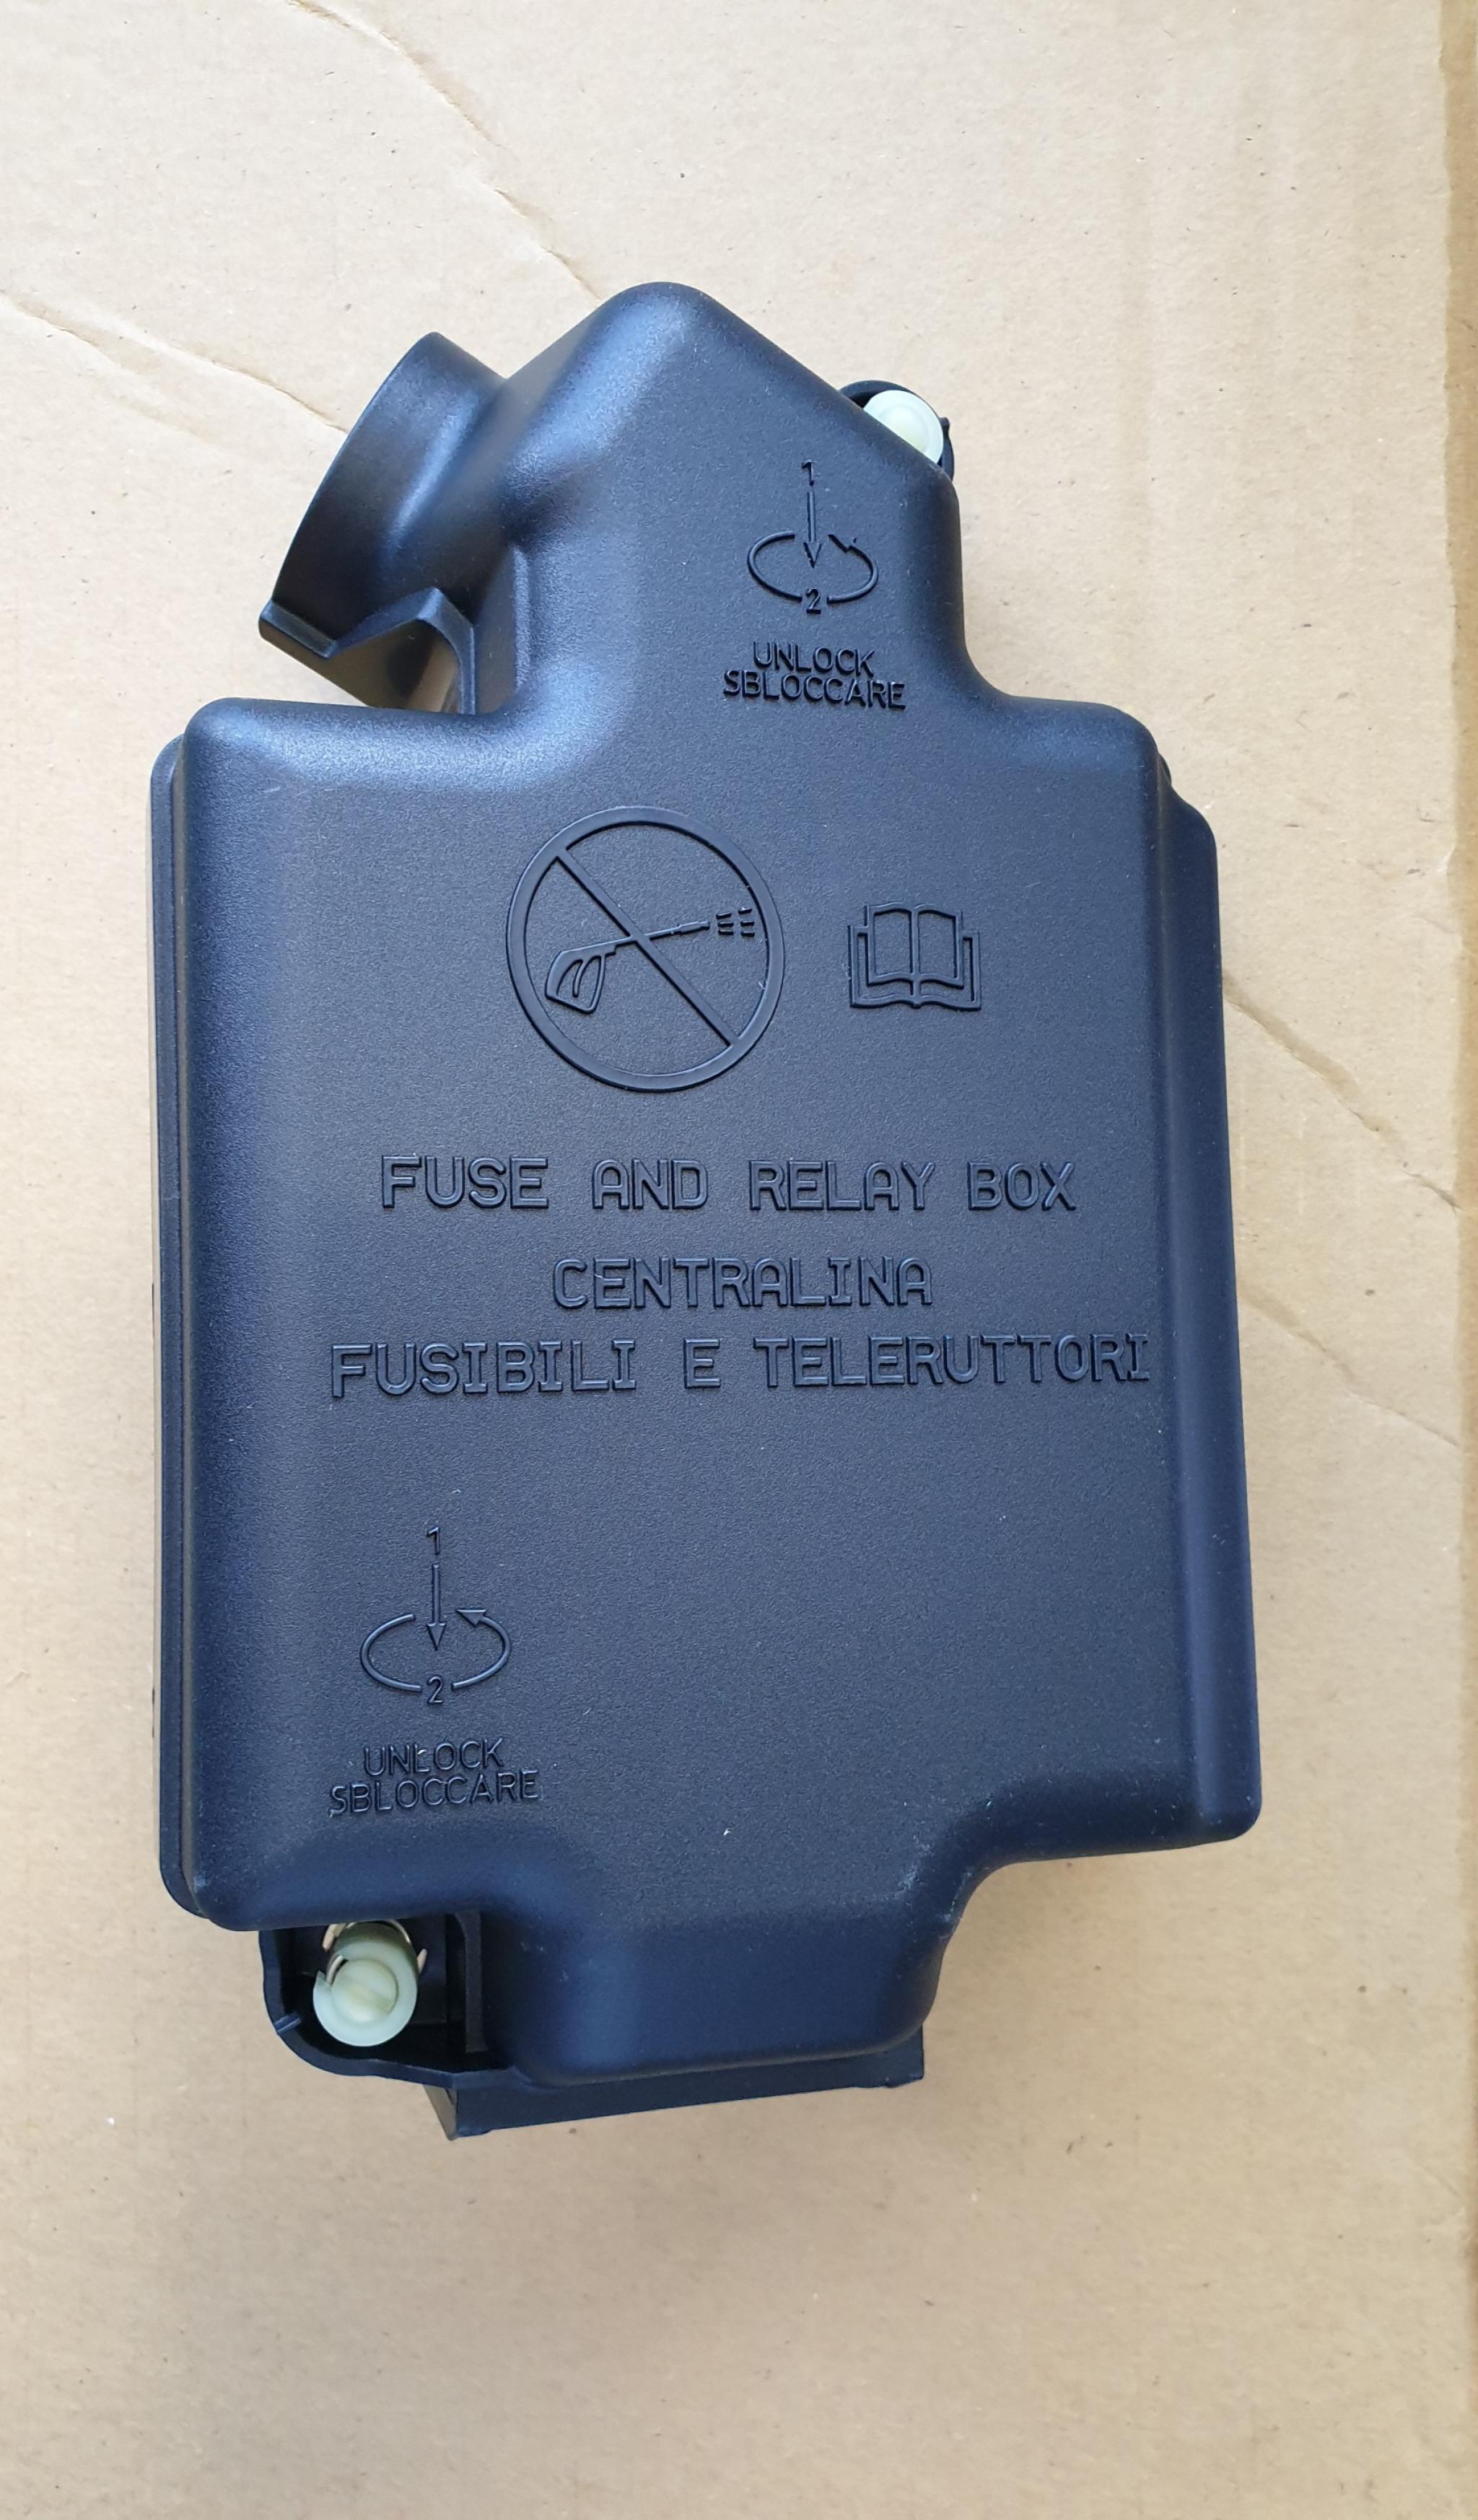 1
2
UNLOCK
SBLOCCARE
FUSE AND RELAY BOX
CENTRALINA
FUSIBILI E TELERUTTORI
1
2
UNLOCK
SBLOCCARE